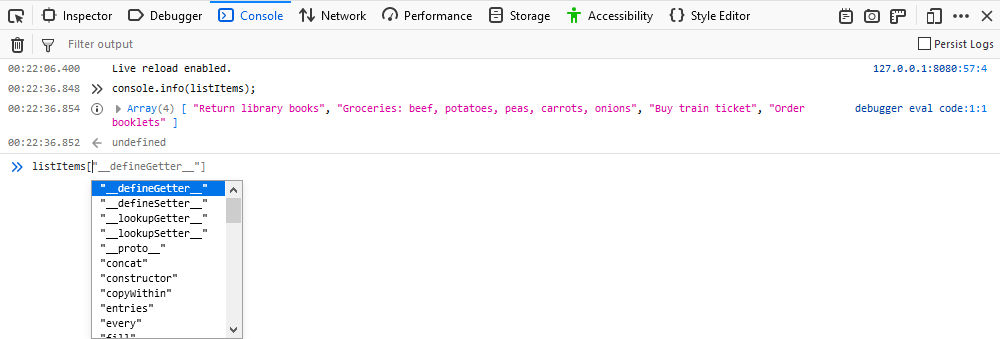 Inspector Debugger Console Network Performance Storage Accessibility Style Editor
Filter output Persist Logs
00:22:06.400 Live reload enabled. 127.0.0.1:8080:57:4
00:22:36.848 console.info(listItems);
00:22:36.854 Array(4) [ "Return library books", "Groceries: beef, potatoes, peas, carrots, onions", "Buy train ticket", "Order debugger eval code:1:1
booklets" ]
00:22:36.852 undefined
listItems["__defineGetter__"]
"__defineGetter__"
"__defineSetter__"
"__lookupGetter__"
"__lookupSetter__"
"__proto__"
"concat"
"constructor"
"copyWithin"
"entries"
"every"
"fill"